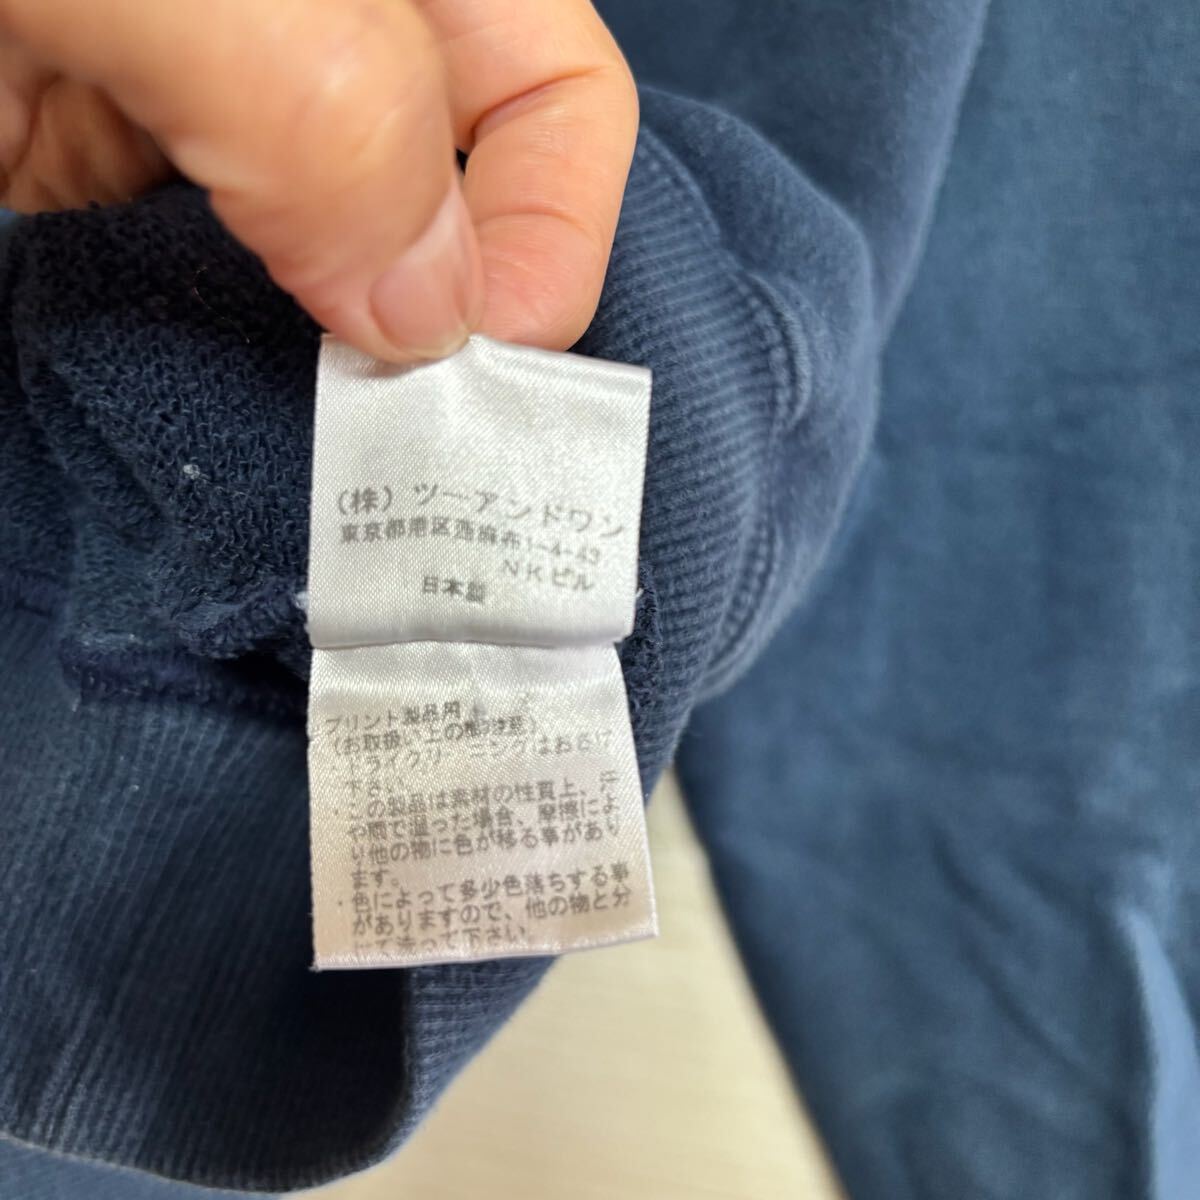 (株) ツーアンドワン
東京都港区西麻布1-4-43
NKビル
日本製
プリント製品用
(お取扱い上の御注意)
・ドライクリーニングはお避け
下さい。
・この製品は素材の性質上、汗
や雨で湿った場合、摩擦によ
り他の物に色が移る事があり
ます。
・色によって多少色落ちする事
がありますので、他の物と分
けて洗って下さい。